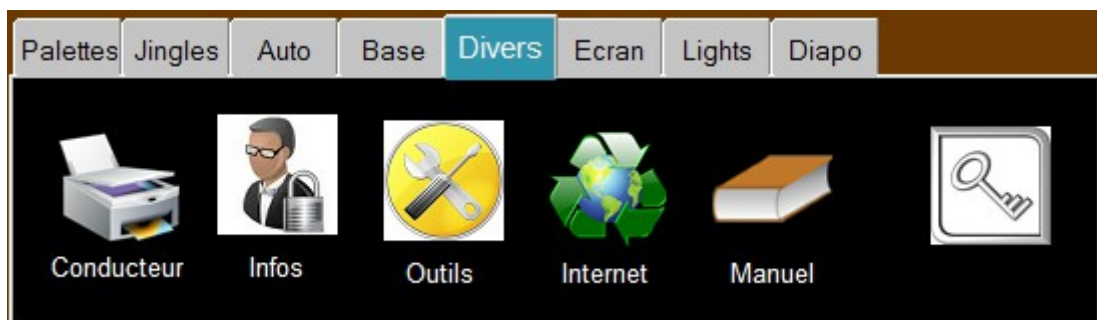 Palettes Jingles Auto Base Divers Ecran Lights Diapo
Conducteur Infos Outils Internet Manuel